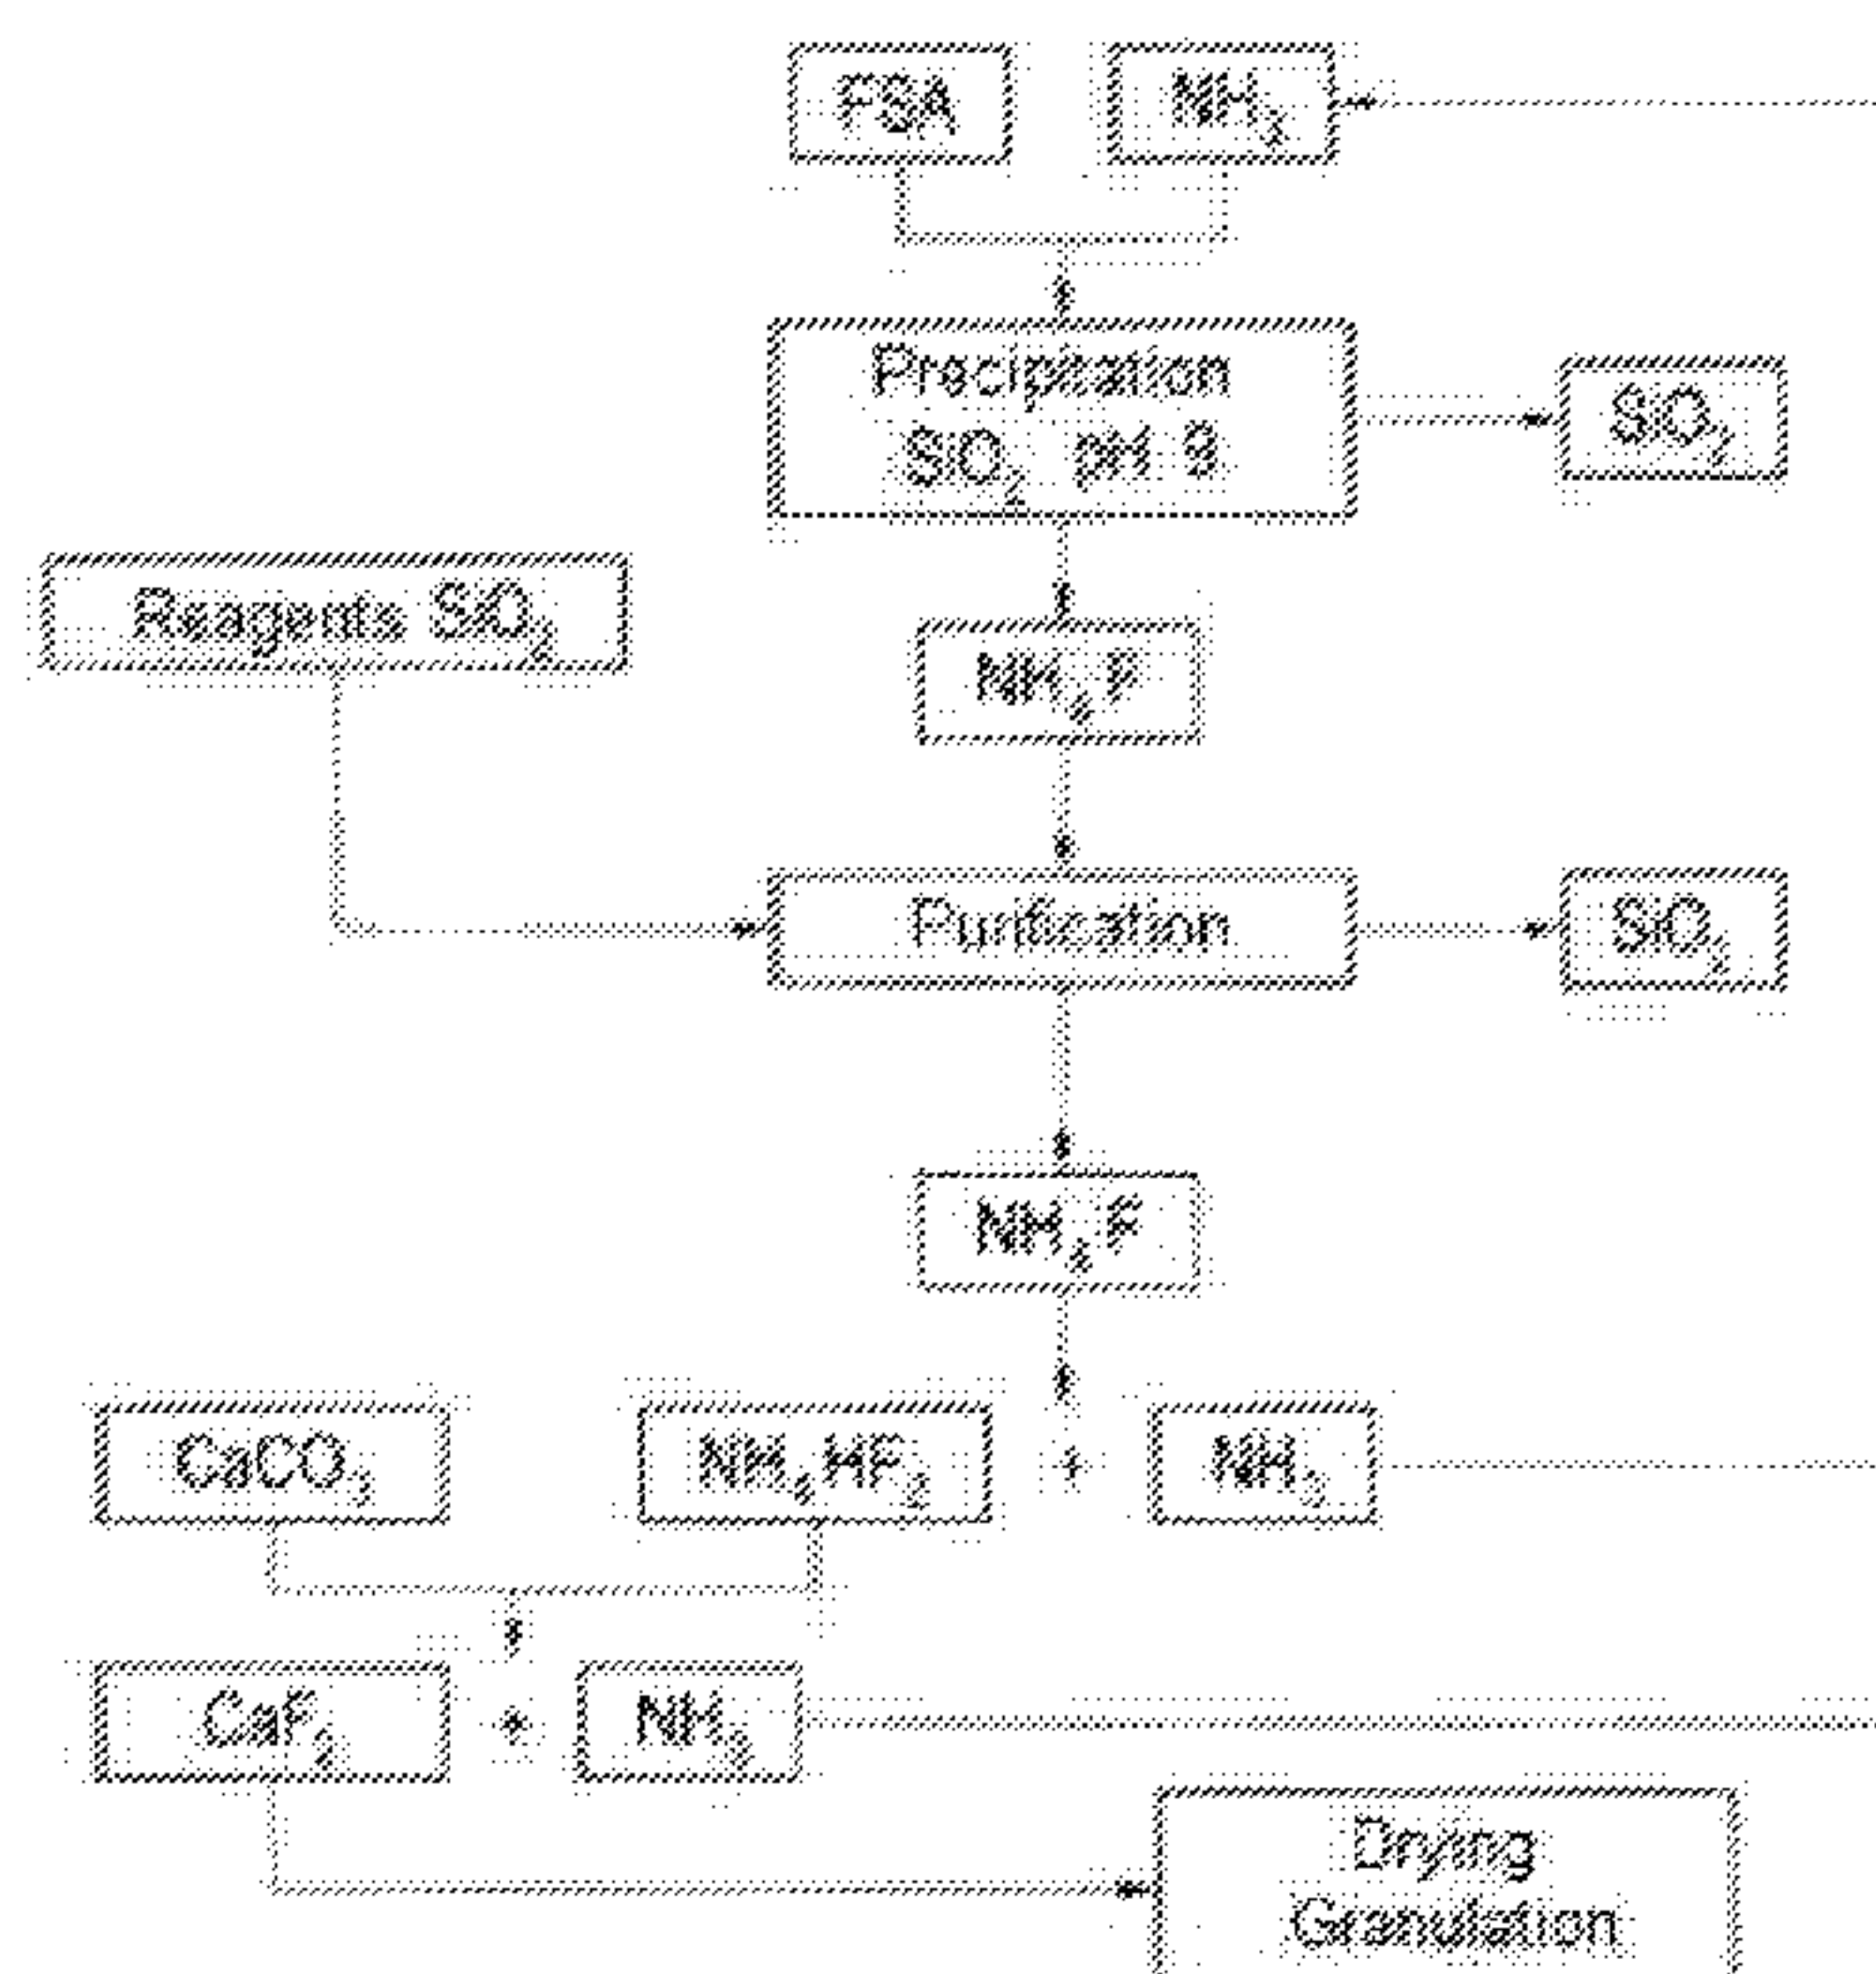 FSA
NH₃
Precipitation
SiO₂ pH 9
SiO₂
Reagents SiO₂
NH₄F
Purification
SiO₂
NH₄F
CaCO₃
NH₄HF₂
+
NH₃
CaF₂
+
NH₃
Drying
Granulation